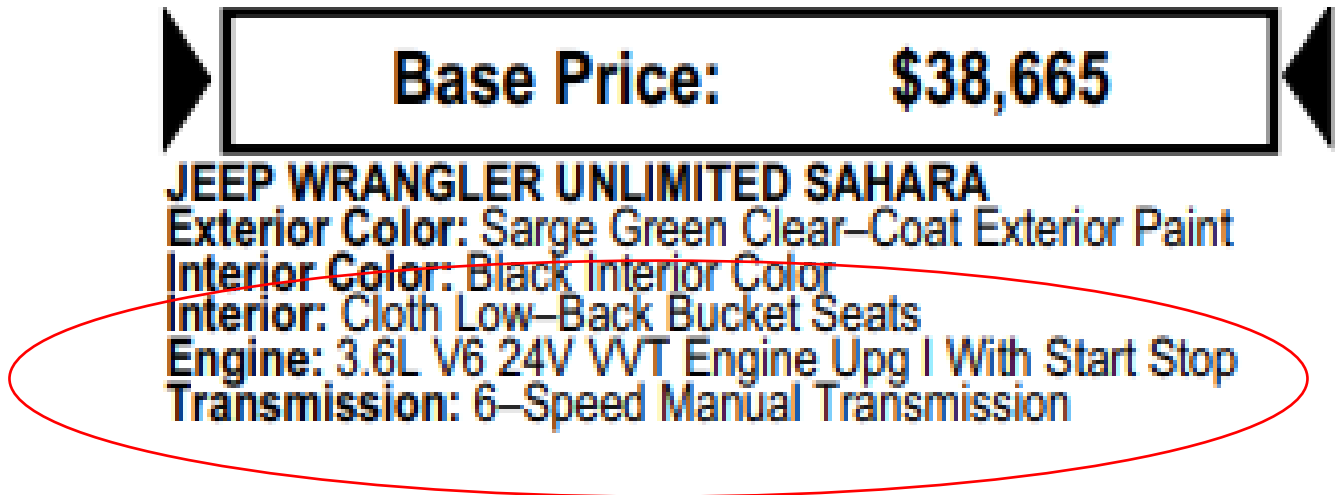 Base Price: $38,665
JEEP WRANGLER UNLIMITED SAHARA
Exterior Color: Sarge Green Clear–Coat Exterior Paint
Interior Color: Black Interior Color
Interior: Cloth Low–Back Bucket Seats
Engine: 3.6L V6 24V VVT Engine Upg I With Start Stop
Transmission: 6–Speed Manual Transmission